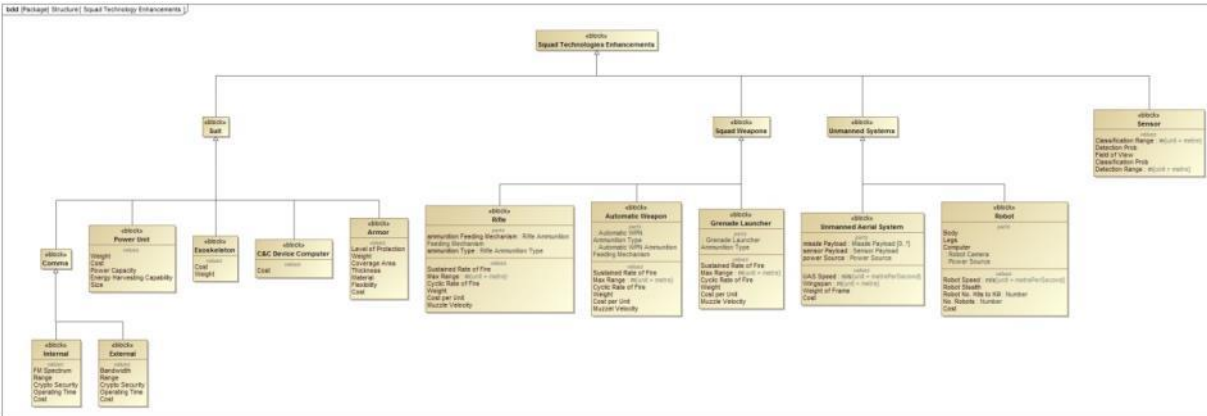 bdd [Package] Structure[ Squad Technology Enhancements ]
«block»
Squad Technologies Enhancements
«block»
Suit
«block»
Squad Weapons
«block»
Unmanned Systems
«block»
Sensor
values
Classification Range : m{unit = metre}
Detection Prob
Field of View
Classification Prob
Detection Range : m{unit = metre}
«block»
Comms
«block»
Power Unit
values
Weight
Cost
Power Capacity
Energy Harvesting Capability
Size
«block»
Exoskeleton
values
Cost
Weight
«block»
C&C Device Computer
values
Cost
«block»
Armor
values
Level of Protection
Weight
Coverage Area
Thickness
Material
Flexibility
Cost
«block»
Rifle
parts
ammunition Feeding Mechanism : Rifle Ammunition
Feeding Mechanism
ammunition Type : Rifle Ammunition Type
values
Sustained Rate of Fire
Max Range : m{unit = metre}
Cyclic Rate of Fire
Weight
Cost per Unit
Muzzle Velocity
«block»
Automatic Weapon
parts
: Automatic WPN
Ammunition Type
: Automatic WPN Ammunition
Feeding Mechanism
values
Sustained Rate of Fire
Max Range : m{unit = metre}
Cyclic Rate of Fire
Weight
Cost per Unit
Muzzle Velocity
«block»
Grenade Launcher
parts
: Grenade Launcher
Ammunition Type
values
Sustained Rate of Fire
Max Range : m{unit = metre}
Cyclic Rate of Fire
Weight
Cost per Unit
Muzzle Velocity
«block»
Unmanned Aerial System
parts
missile Payload : Missile Payload
sensor Payload : Sensor Payload
power Source : Power Source
values
UAS Speed : m/s{unit = metrePerSecond}
Wingspan : m{unit = metre}
Weight of Frame
Cost
«block»
Robot
parts
Body
Legs
Computer
: Robot Camera
: Power Source
values
Robot Speed : m/s{unit = metrePerSecond}
Robot Stealth
Robot No. Hits to Kill : Number
No. Robots : Number
Cost
«block»
Internal
values
FM Spectrum
Range
Crypto Security
Operating Time
Cost
«block»
External
values
Bandwidth
Range
Crypto Security
Operating Time
Cost